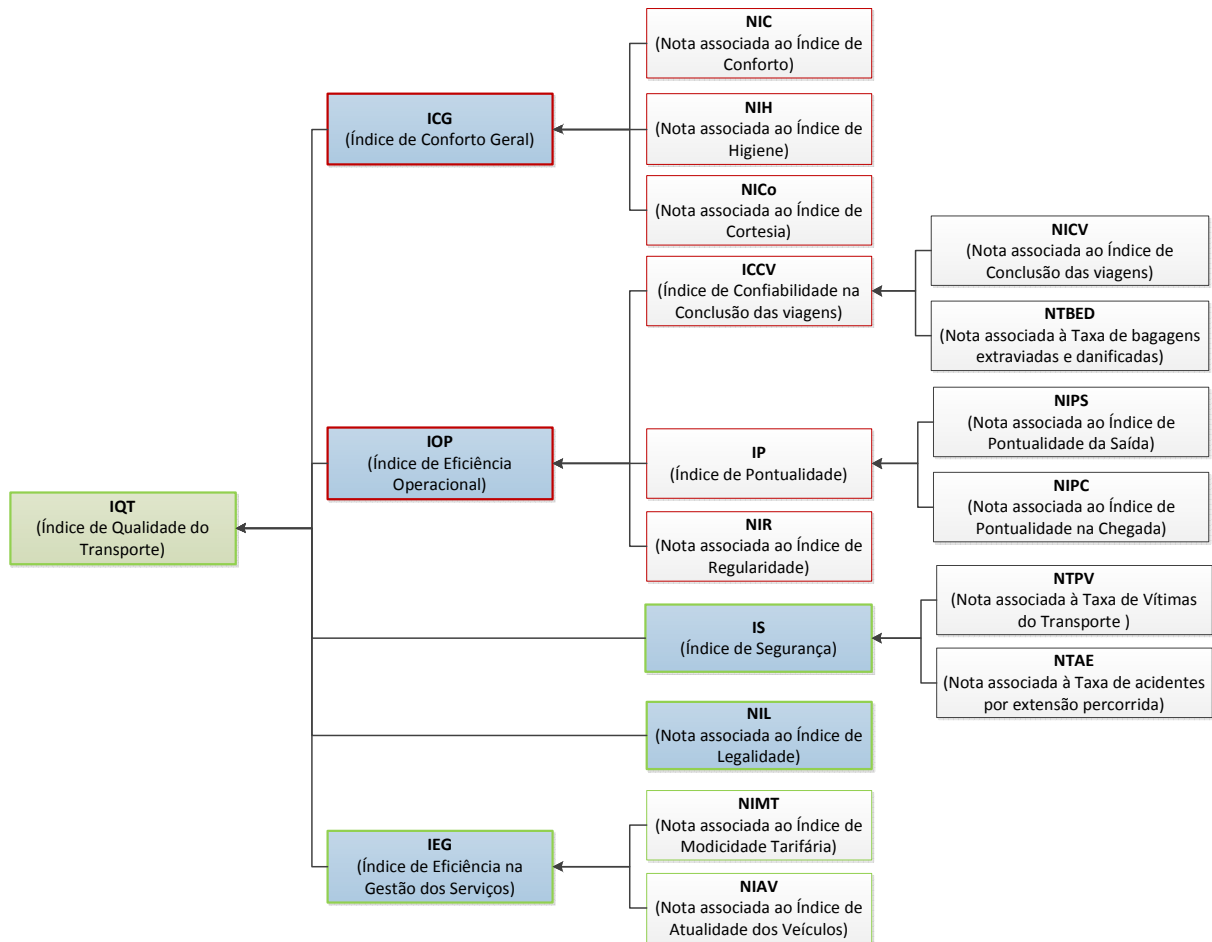 NIC
(Nota associada ao Índice de
Conforto)
ICG
(Índice de Conforto Geral)
NIH
(Nota associada ao Índice de
Higiene)
NICo
(Nota associada ao Índice de
Cortesia)
NICV
(Nota associada ao Índice de
Conclusão das viagens)
ICCV
(Índice de Confiabilidade na
Conclusão das viagens)
NTBED
(Nota associada à Taxa de bagagens
extraviadas e danificadas)
NIPS
(Nota associada ao Índice de
Pontualidade da Saída)
IOP
(Índice de Eficiência
Operacional)
IP
(Índice de Pontualidade)
NIPC
(Nota associada ao Índice de
Pontualidade na Chegada)
IQT
(Índice de Qualidade do
Transporte)
NIR
(Nota associada ao Índice de
Regularidade)
NTPV
(Nota associada à Taxa de Vítimas
do Transporte )
IS
(Índice de Segurança)
NTAE
(Nota associada à Taxa de acidentes
por extensão percorrida)
NIL
(Nota associada ao Índice de
Legalidade)
NIMT
(Nota associada ao Índice de
Modicidade Tarifária)
IEG
(Índice de Eficiência na
Gestão dos Serviços)
NIAV
(Nota associada ao Índice de
Atualidade dos Veículos)